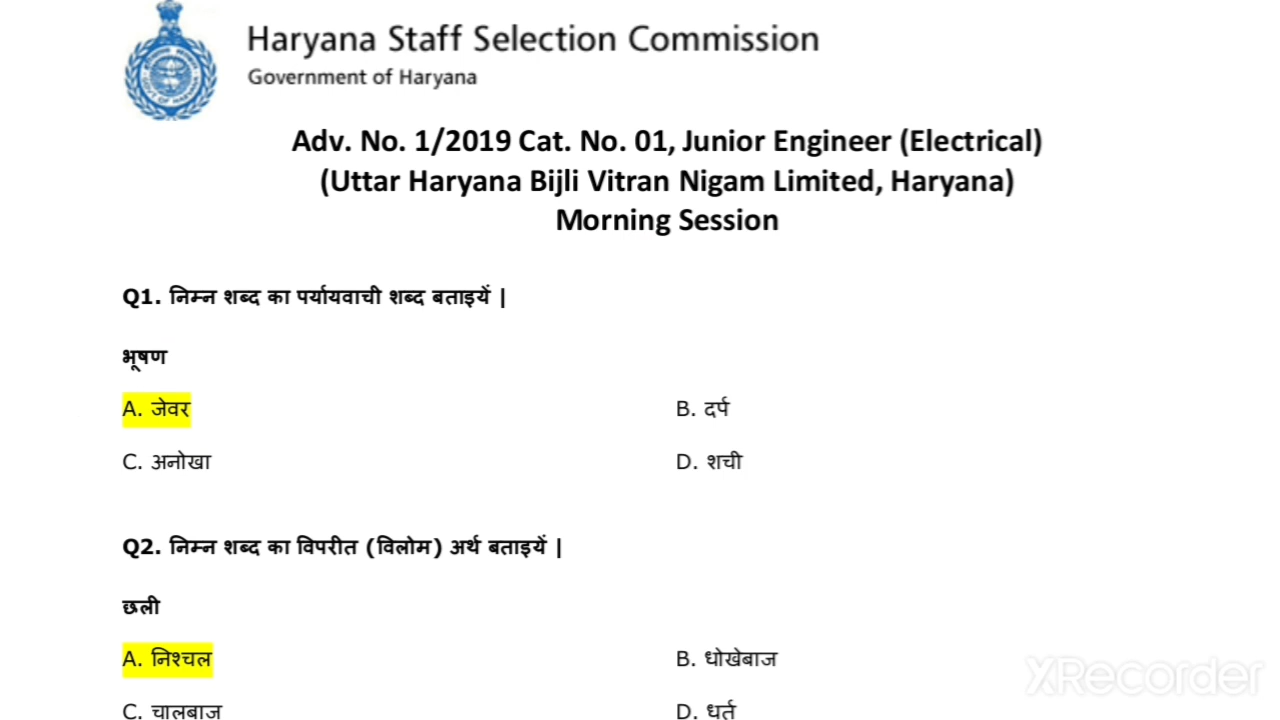 Haryana Staff Selection Commission
Government of Haryana
Adv. No. 1/2019 Cat. No. 01, Junior Engineer (Electrical)
(Uttar Haryana Bijli Vitran Nigam Limited, Haryana)
Morning Session
Q1. निम्न शब्द का पर्यायवाची शब्द बताइयें |
भूषण
A. जेवर
B. दर्प
C. अनोखा
D. शची
Q2. निम्न शब्द का विपरीत (विलोम) अर्थ बताइयें |
छली
A. निश्चल
B. धोखेबाज
C. चालबाज
D. धर्त
XRecorder